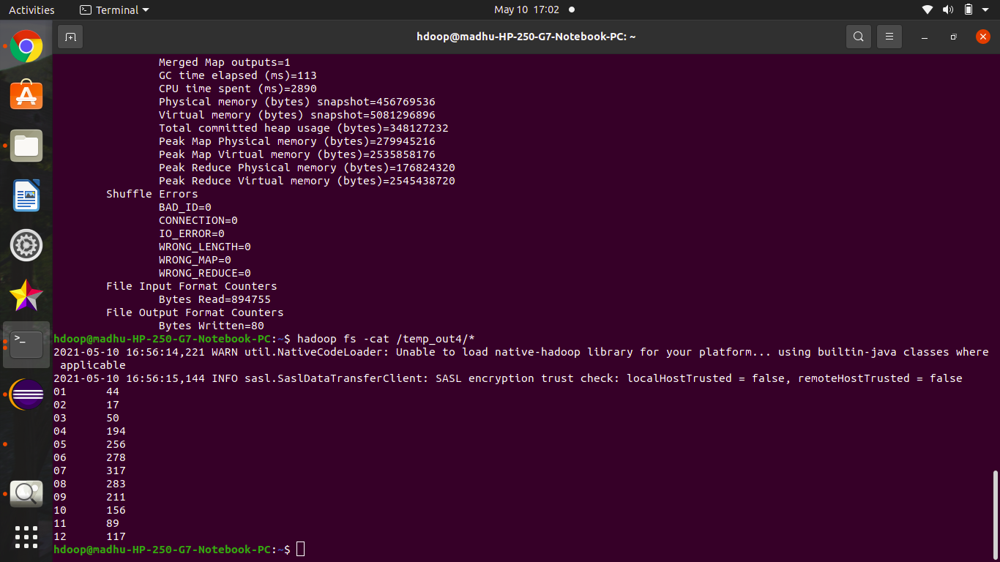 Activities Terminal May 10 17:02
hdoop@madhu-HP-250-G7-Notebook-PC: ~
Merged Map outputs=1
GC time elapsed (ms)=113
CPU time spent (ms)=2890
Physical memory (bytes) snapshot=456769536
Virtual memory (bytes) snapshot=5081296896
Total committed heap usage (bytes)=348127232
Peak Map Physical memory (bytes)=279945216
Peak Map Virtual memory (bytes)=2535858176
Peak Reduce Physical memory (bytes)=176824320
Peak Reduce Virtual memory (bytes)=2545438720
Shuffle Errors
BAD_ID=0
CONNECTION=0
IO_ERROR=0
WRONG_LENGTH=0
WRONG_MAP=0
WRONG_REDUCE=0
File Input Format Counters
Bytes Read=894755
File Output Format Counters
Bytes Written=80
hdoop@madhu-HP-250-G7-Notebook-PC:~$ hadoop fs -cat /temp_out4/*
2021-05-10 16:56:14,221 WARN util.NativeCodeLoader: Unable to load native-hadoop library for your platform... using builtin-java classes where
applicable
2021-05-10 16:56:15,144 INFO sasl.SaslDataTransferClient: SASL encryption trust check: localHostTrusted = false, remoteHostTrusted = false
01 44
02 17
03 50
04 194
05 256
06 278
07 317
08 283
09 211
10 156
11 89
12 117
hdoop@madhu-HP-250-G7-Notebook-PC:~$